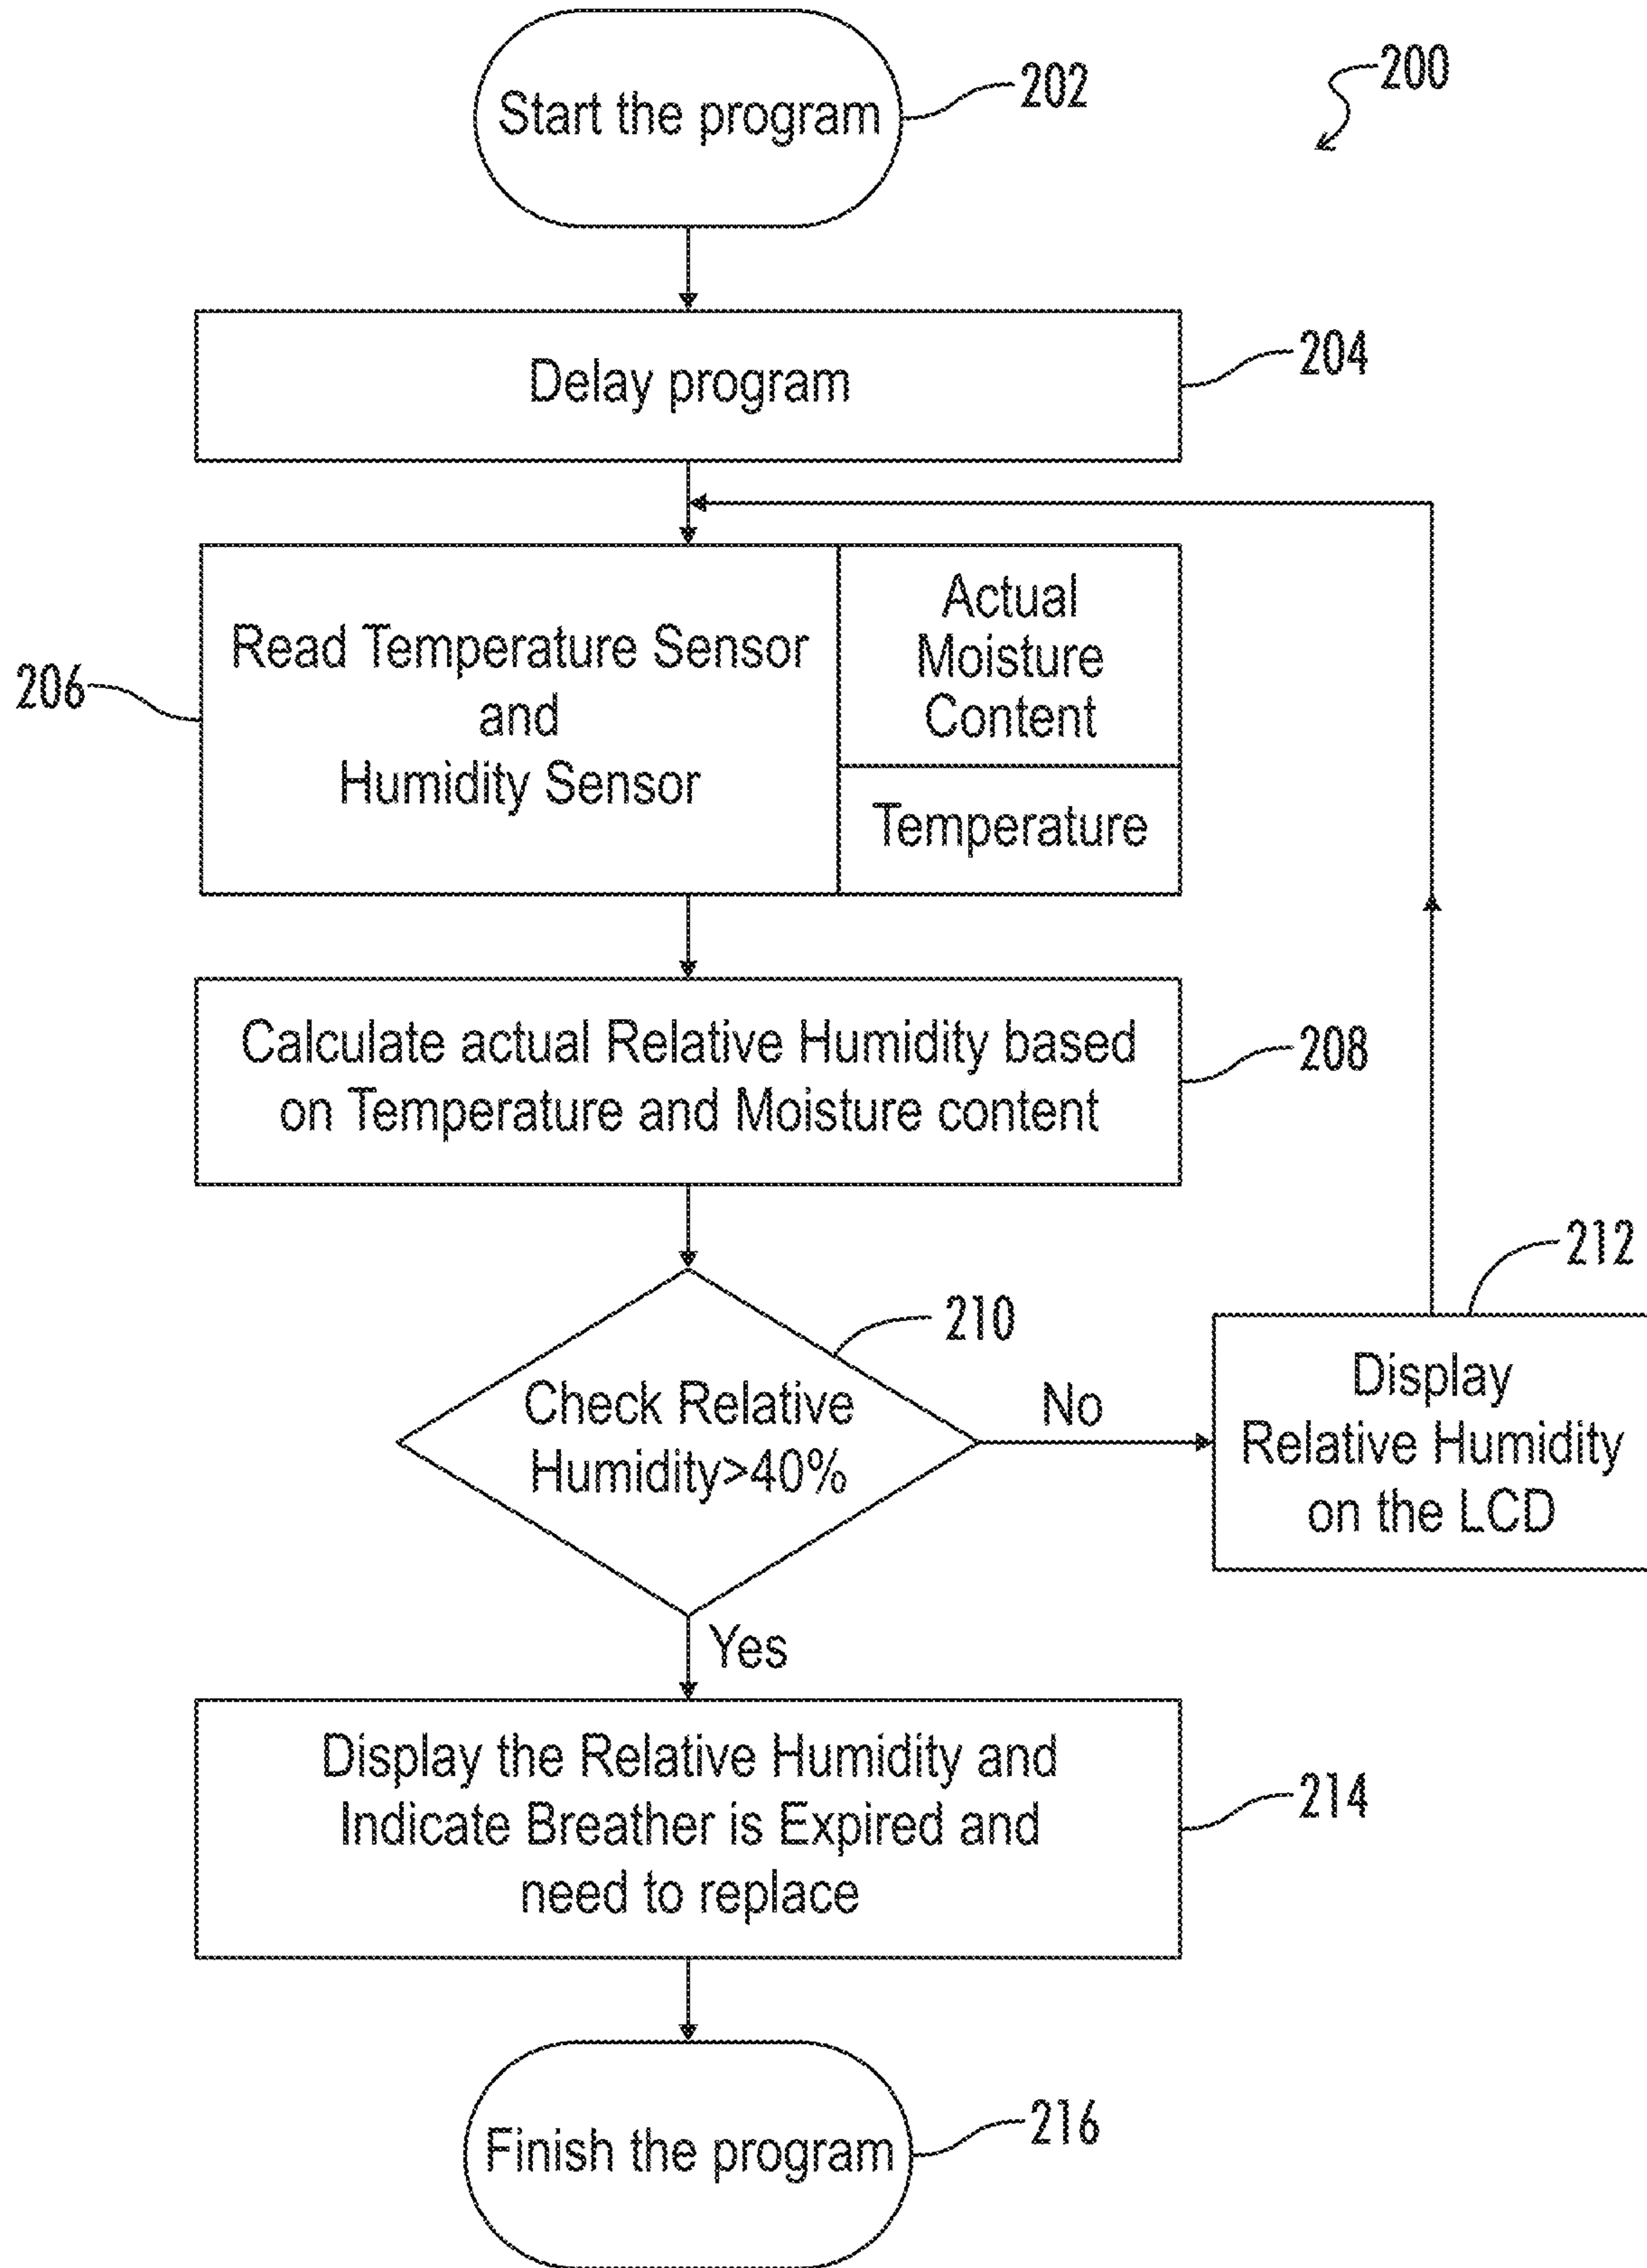 200
Start the program
202
Delay program
204
Read Temperature Sensor
and
Humidity Sensor
206
Actual
Moisture
Content
Temperature
Calculate actual Relative Humidity based
on Temperature and Moisture content
208
Check Relative
Humidity>40%
210
No
Display
Relative Humidity
on the LCD
212
Yes
Display the Relative Humidity and
Indicate Breather is Expired and
need to replace
214
Finish the program
216